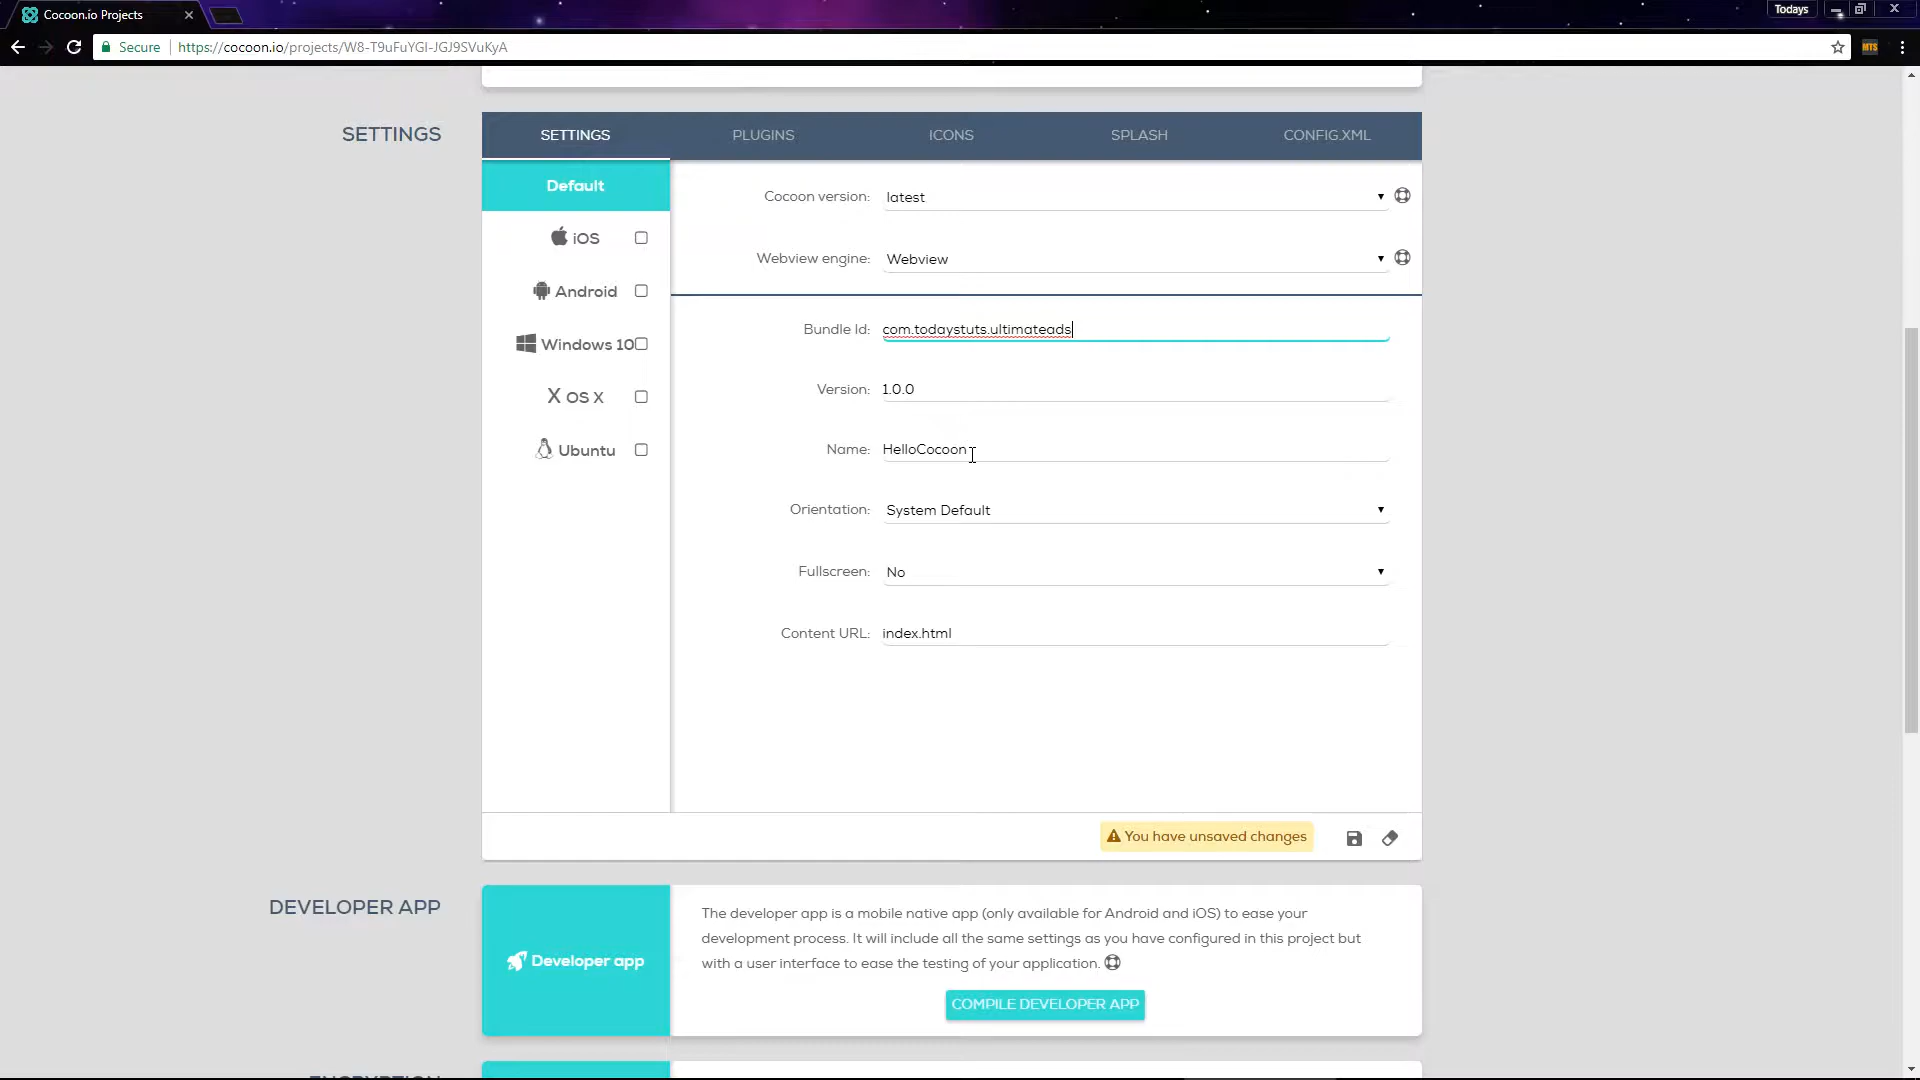 Cocoon.io Projects
Todays
Secure https://cocoon.io/projects/W8-T9uFuYGI-JGJ9SVuKyA
MTS
SETTINGS
SETTINGS PLUGINS ICONS SPLASH CONFIG.XML
Default
iOS
Android
Windows 10
X OS X
Ubuntu
Cocoon version: latest
Webview engine: Webview
Bundle Id: com.todaystuts.ultimateads
Version: 1.0.0
Name: HelloCocoon
Orientation: System Default
Fullscreen: No
Content URL: index.html
You have unsaved changes
DEVELOPER APP
Developer app
The developer app is a mobile native app (only available for Android and iOS) to ease your
development process. It will include all the same settings as you have configured in this project but
with a user interface to ease the testing of your application.
COMPILE DEVELOPER APP
ENCRYPTION